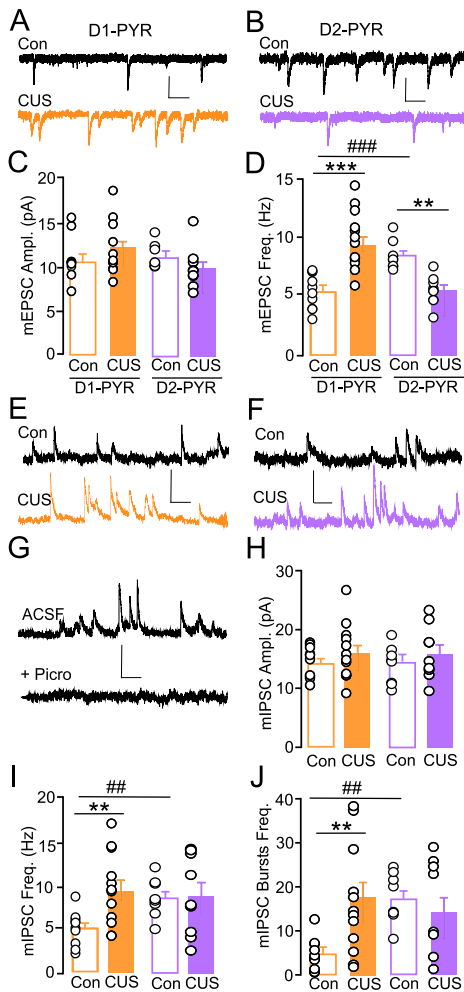 A D1-PYR
Con
CUS
B D2-PYR
Con
CUS
C
mEPSC Ampl. (pA)
20
15
10
5
0
Con CUS Con CUS
D1-PYR D2-PYR
D
mEPSC Freq. (Hz)
15
10
5
0
###
***
**
Con CUS Con CUS
D1-PYR D2-PYR
E
Con
CUS
F
Con
CUS
G
ACSF
+ Picro
H
mIPSC Ampl. (pA)
30
20
10
0
Con CUS Con CUS
I
mIPSC Freq. (Hz)
20
15
10
5
0
##
**
Con CUS Con CUS
J
mIPSC Bursts Freq.
40
30
20
10
0
##
**
Con CUS Con CUS